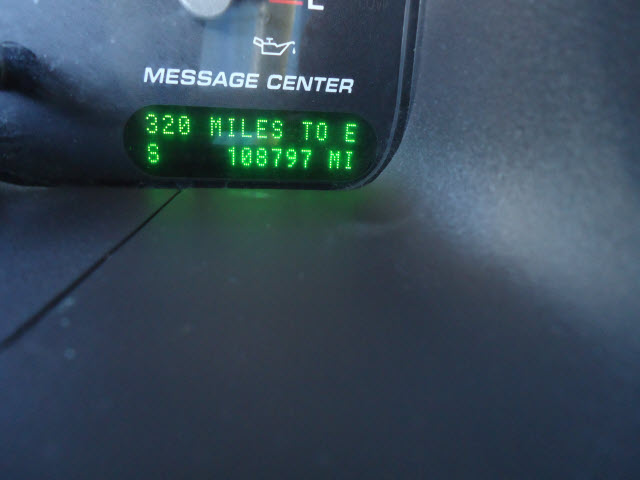 L
MESSAGE CENTER
320 MILES TO E
S 108797 MI